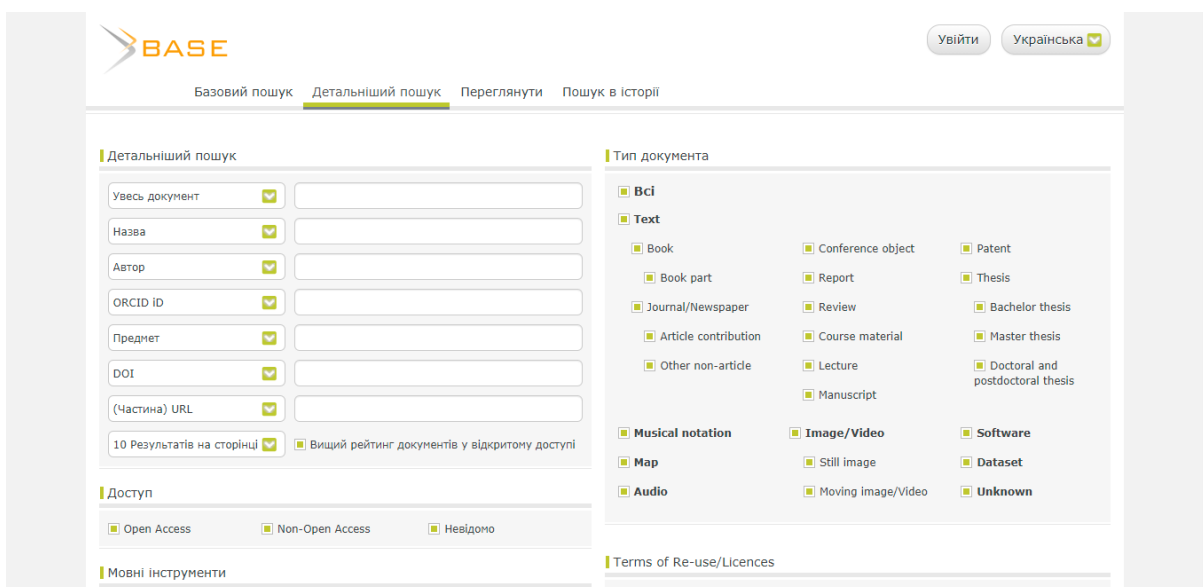 BASE
Увійти
Українська
Базовий пошук Детальніший пошук Переглянути Пошук в історії
Детальніший пошук
Увесь документ
Назва
Автор
ORCID iD
Предмет
DOI
(Частина) URL
10 Результатів на сторінці
Вищий рейтинг документів у відкритому доступі
Доступ
Open Access Non-Open Access Невідомо
Мовні інструменти
Тип документа
Всі
Text
Book Conference object Patent
Book part Report Thesis
Journal/Newspaper Review Bachelor thesis
Article contribution Course material Master thesis
Other non-article Lecture Doctoral and
postdoctoral thesis
Manuscript
Musical notation Image/Video Software
Map Still image Dataset
Audio Moving image/Video Unknown
Terms of Re-use/Licences